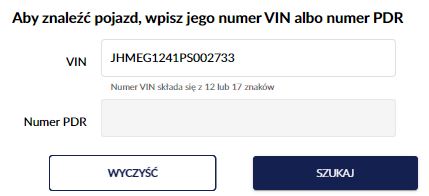 Aby znaleźć pojazd, wpisz jego numer VIN albo numer PDR
VIN
JHMEG1241PS002733
Numer VIN składa się z 12 lub 17 znaków
Numer PDR
WYCZYŚĆ
SZUKAJ